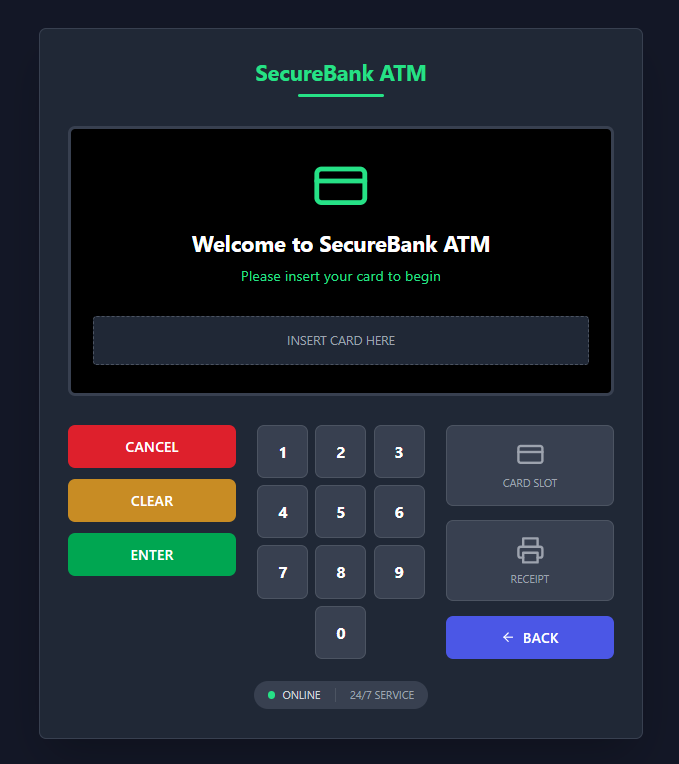 SecureBank ATM
Welcome to SecureBank ATM
Please insert your card to begin
INSERT CARD HERE
CANCEL
CLEAR
ENTER
1 2 3
4 5 6
7 8 9
0
CARD SLOT
RECEIPT
BACK
ONLINE 24/7 SERVICE